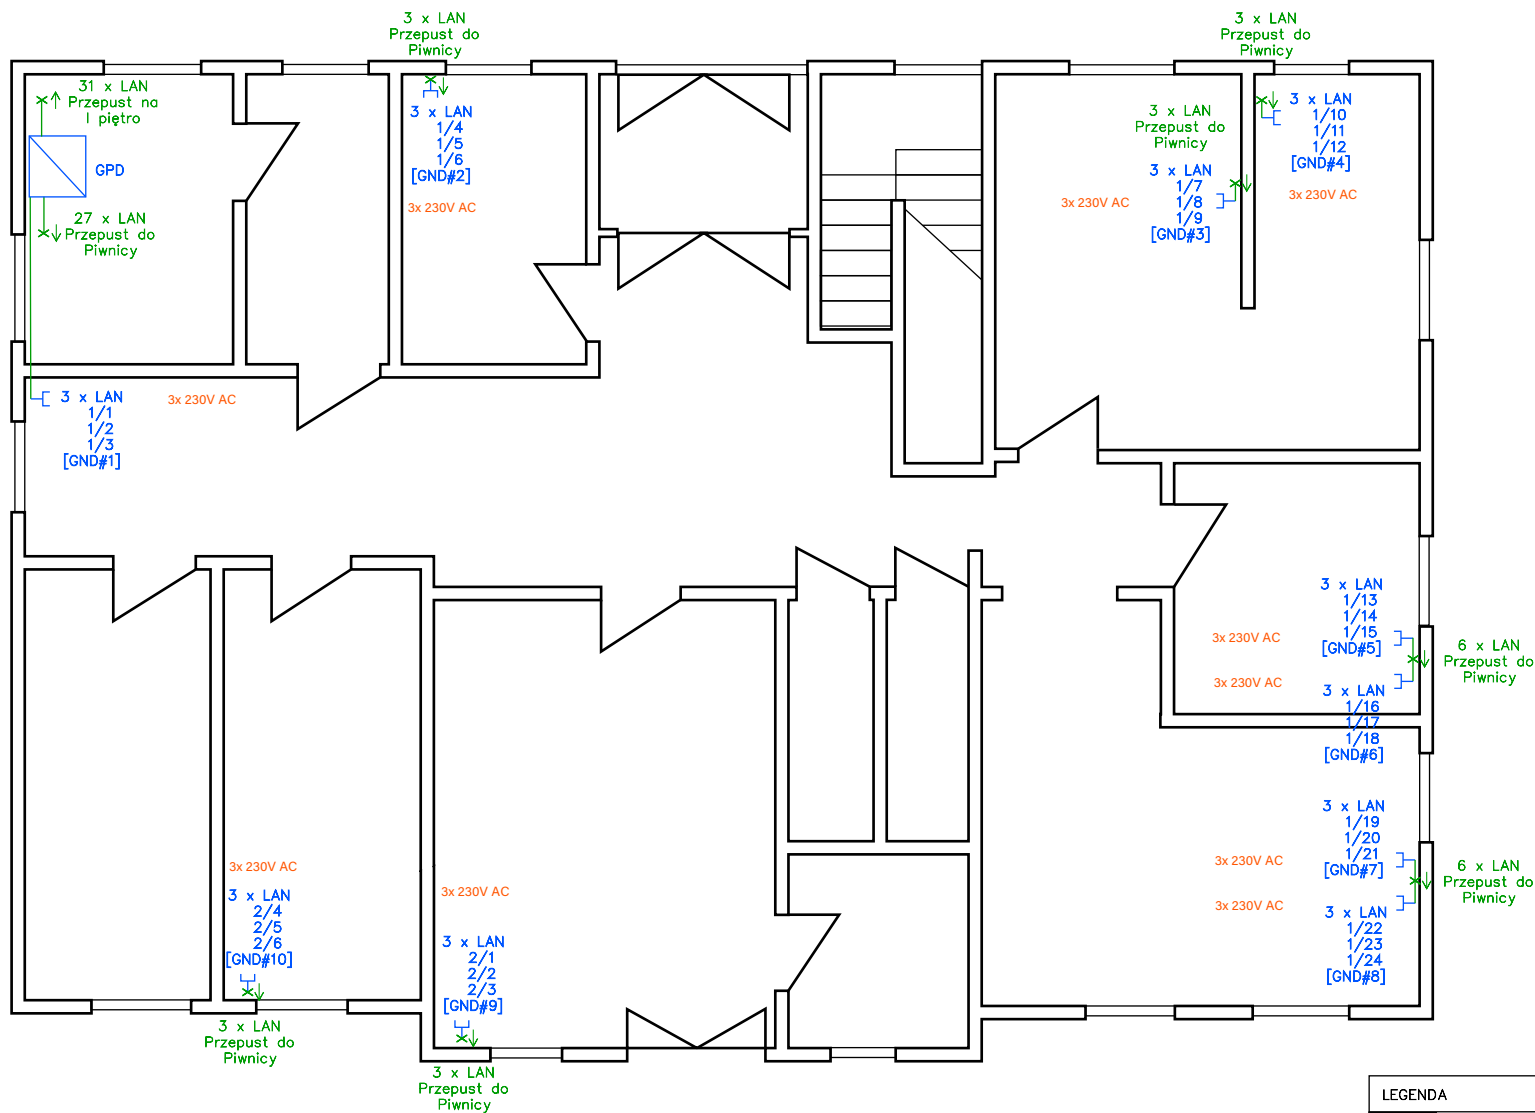 3 x LAN
Przepust do
Piwnicy
3 x LAN
Przepust do
Piwnicy
31 x LAN
Przepust na
I piętro
GPD
27 x LAN
Przepust do
Piwnicy
3 x LAN
1/4
1/5
1/6
[GND#2]
3x 230V AC
3 x LAN
Przepust do
Piwnicy
3 x LAN
1/7
1/8
1/9
[GND#3]
3x 230V AC
3 x LAN
1/10
1/11
1/12
[GND#4]
3x 230V AC
3 x LAN
1/1
1/2
1/3
[GND#1]
3x 230V AC
3 x LAN
1/13
1/14
1/15
[GND#5]
3x 230V AC
6 x LAN
Przepust do
Piwnicy
3x 230V AC
3 x LAN
1/16
1/17
1/18
[GND#6]
3 x LAN
1/19
1/20
1/21
[GND#7]
3x 230V AC
6 x LAN
Przepust do
Piwnicy
3x 230V AC
3 x LAN
1/22
1/23
1/24
[GND#8]
3x 230V AC
3 x LAN
2/4
2/5
2/6
[GND#10]
3x 230V AC
3 x LAN
2/1
2/2
2/3
[GND#9]
3 x LAN
Przepust do
Piwnicy
3 x LAN
Przepust do
Piwnicy
LEGENDA